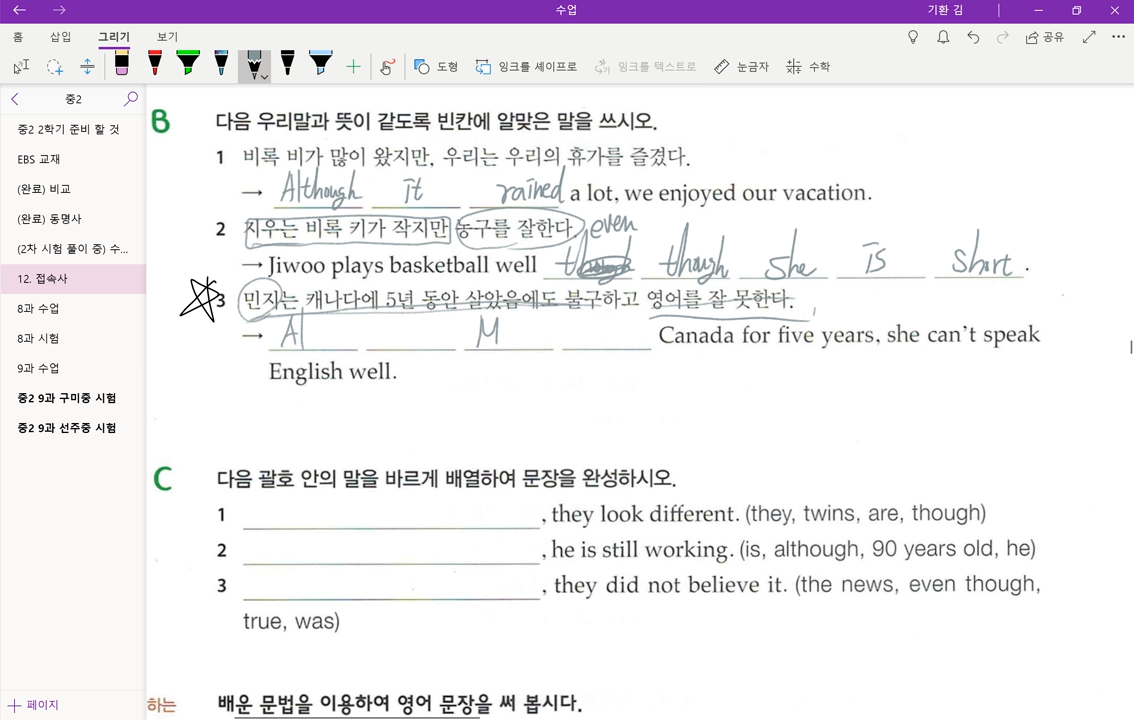 수업
기환 김
홈 삽입 그리기 보기
공유
도형 잉크를 셰이프로 잉크를 텍스트로 눈금자 수학
중2
중2 2학기 준비 할 것
EBS 교재
(완료) 비교
(완료) 동명사
(2차 시험 풀이 중) 수...
12. 접속사
8과 수업
8과 시험
9과 수업
중2 9과 구미중 시험
중2 9과 선주중 시험
페이지
B 다음 우리말과 뜻이 같도록 빈칸에 알맞은 말을 쓰시오.
1 비록 비가 많이 왔지만, 우리는 우리의 휴가를 즐겼다.
→ Although it rained a lot, we enjoyed our vacation.
2 지우는 비록 키가 작지만 농구를 잘한다. even
→ Jiwoo plays basketball well though she is short.
3 민지는 캐나다에 5년 동안 살았음에도 불구하고 영어를 잘 못한다.
→ Al M Canada for five years, she can't speak
English well.
C 다음 괄호 안의 말을 바르게 배열하여 문장을 완성하시오.
1 , they look different. (they, twins, are, though)
2 , he is still working. (is, although, 90 years old, he)
3 , they did not believe it. (the news, even though,
true, was)
하는 배운 문법을 이용하여 영어 문장을 써 봅시다.